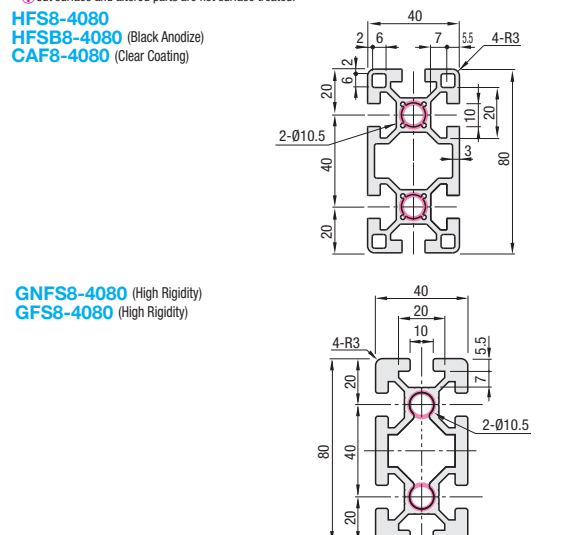 HFS8-4080
HFSB8-4080 (Black Anodize)
CAF8-4080 (Clear Coating)
40
2 6 7 5.5 4-R3
2
6
20
10
20
2-Ø10.5
3
40
80
20
GNFS8-4080 (High Rigidity)
GFS8-4080 (High Rigidity)
40
20
10
4-R3
5.5
7
20
2-Ø10.5
80
40
20